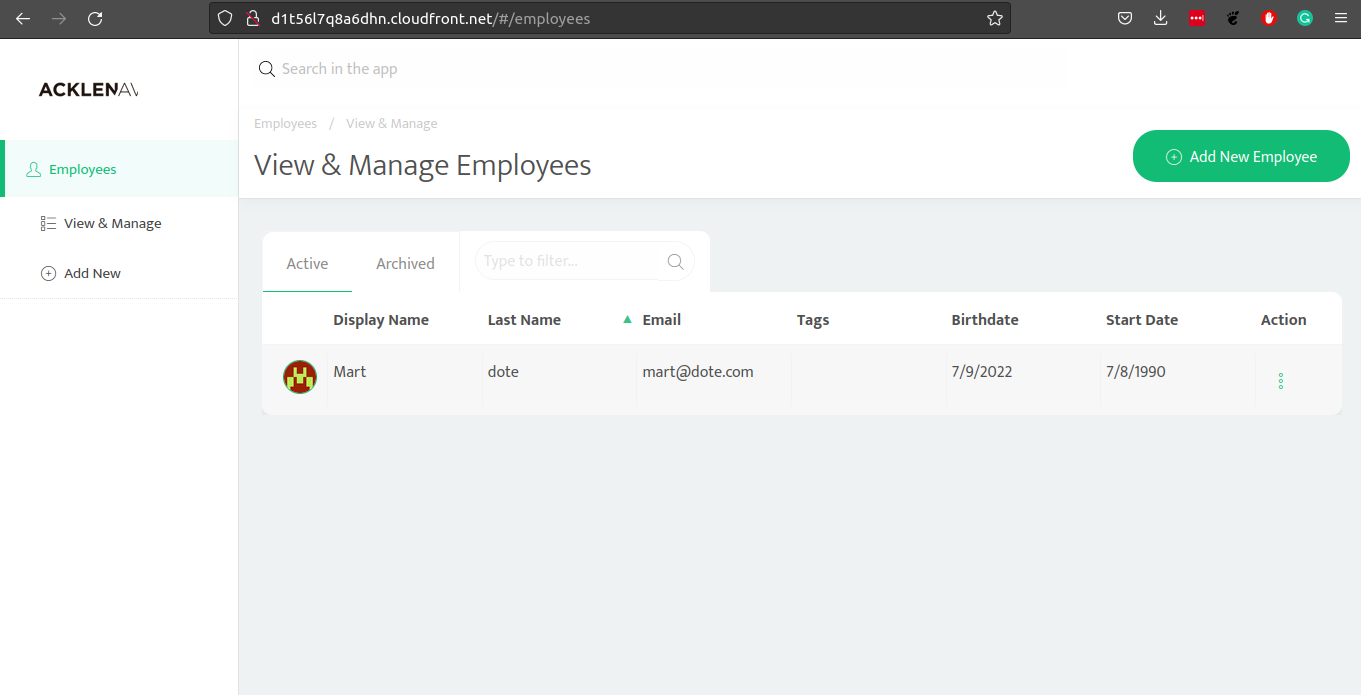 d1t56l7q8a6dhn.cloudfront.net/#/employees
ACKLENAV
Search in the app
Employees / View & Manage
View & Manage Employees
Add New Employee
Employees
View & Manage
Add New
Active Archived Type to filter...
Display Name Last Name Email Tags Birthdate Start Date Action
Mart dote mart@dote.com 7/9/2022 7/8/1990